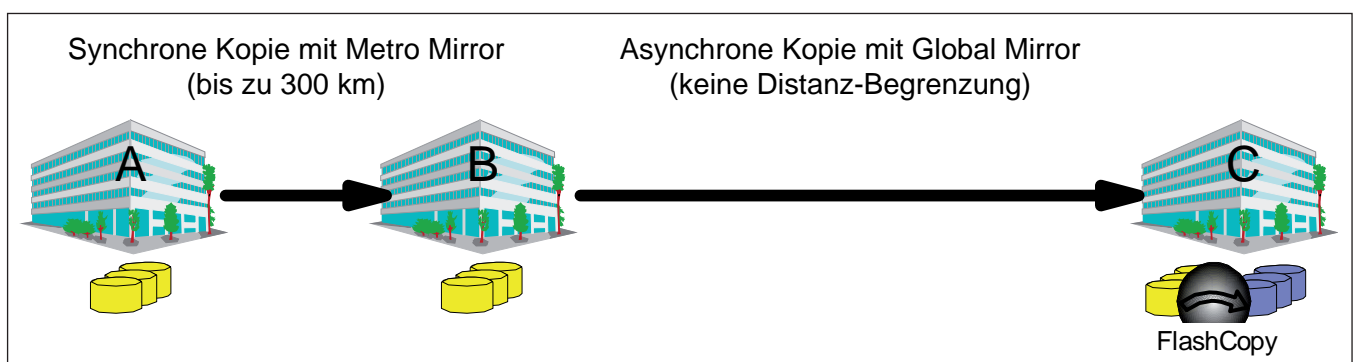 Synchrone Kopie mit Metro Mirror
(bis zu 300 km)
Asynchrone Kopie mit Global Mirror
(keine Distanz-Begrenzung)
A
B
C
FlashCopy